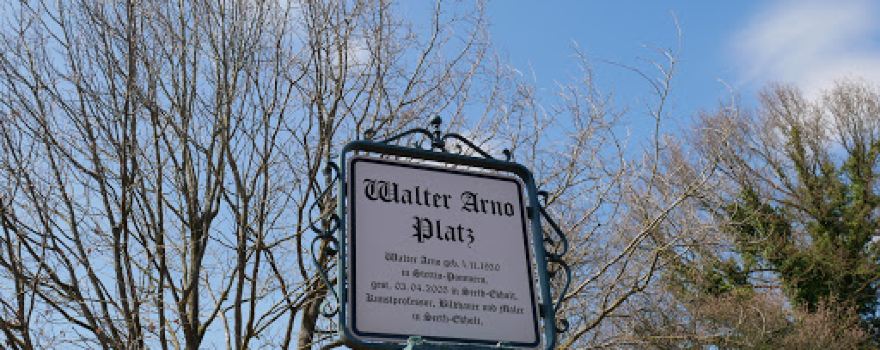 Walter Arno
Platz
Walter Arno geb. 1.11.1930
in Stettin-Pommern,
gest. 03.04.2005 in Seeth-Ekholt,
Kunstprofessor, Bildhauer und Maler
in Seeth-Ekholt.